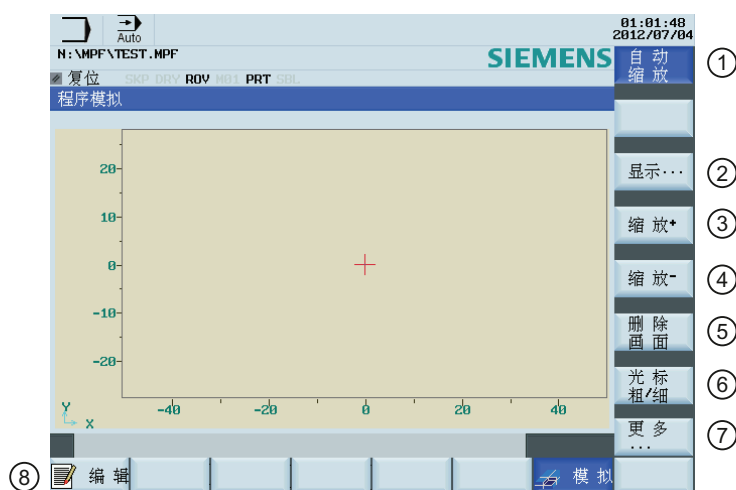 Auto
01:01:48
2012/07/04
N:\MPF\TEST.MPF
SIEMENS
复位 SKP DRY ROV M01 PRT SBL
程序模拟
自动
缩放
①
显示···
②
缩放+
③
缩放-
④
删除
画面
⑤
光标
粗/细
⑥
更多
...
⑦
20
10
0
-10
-20
Y
X
-40
-20
0
20
40
⑧
编辑
模拟